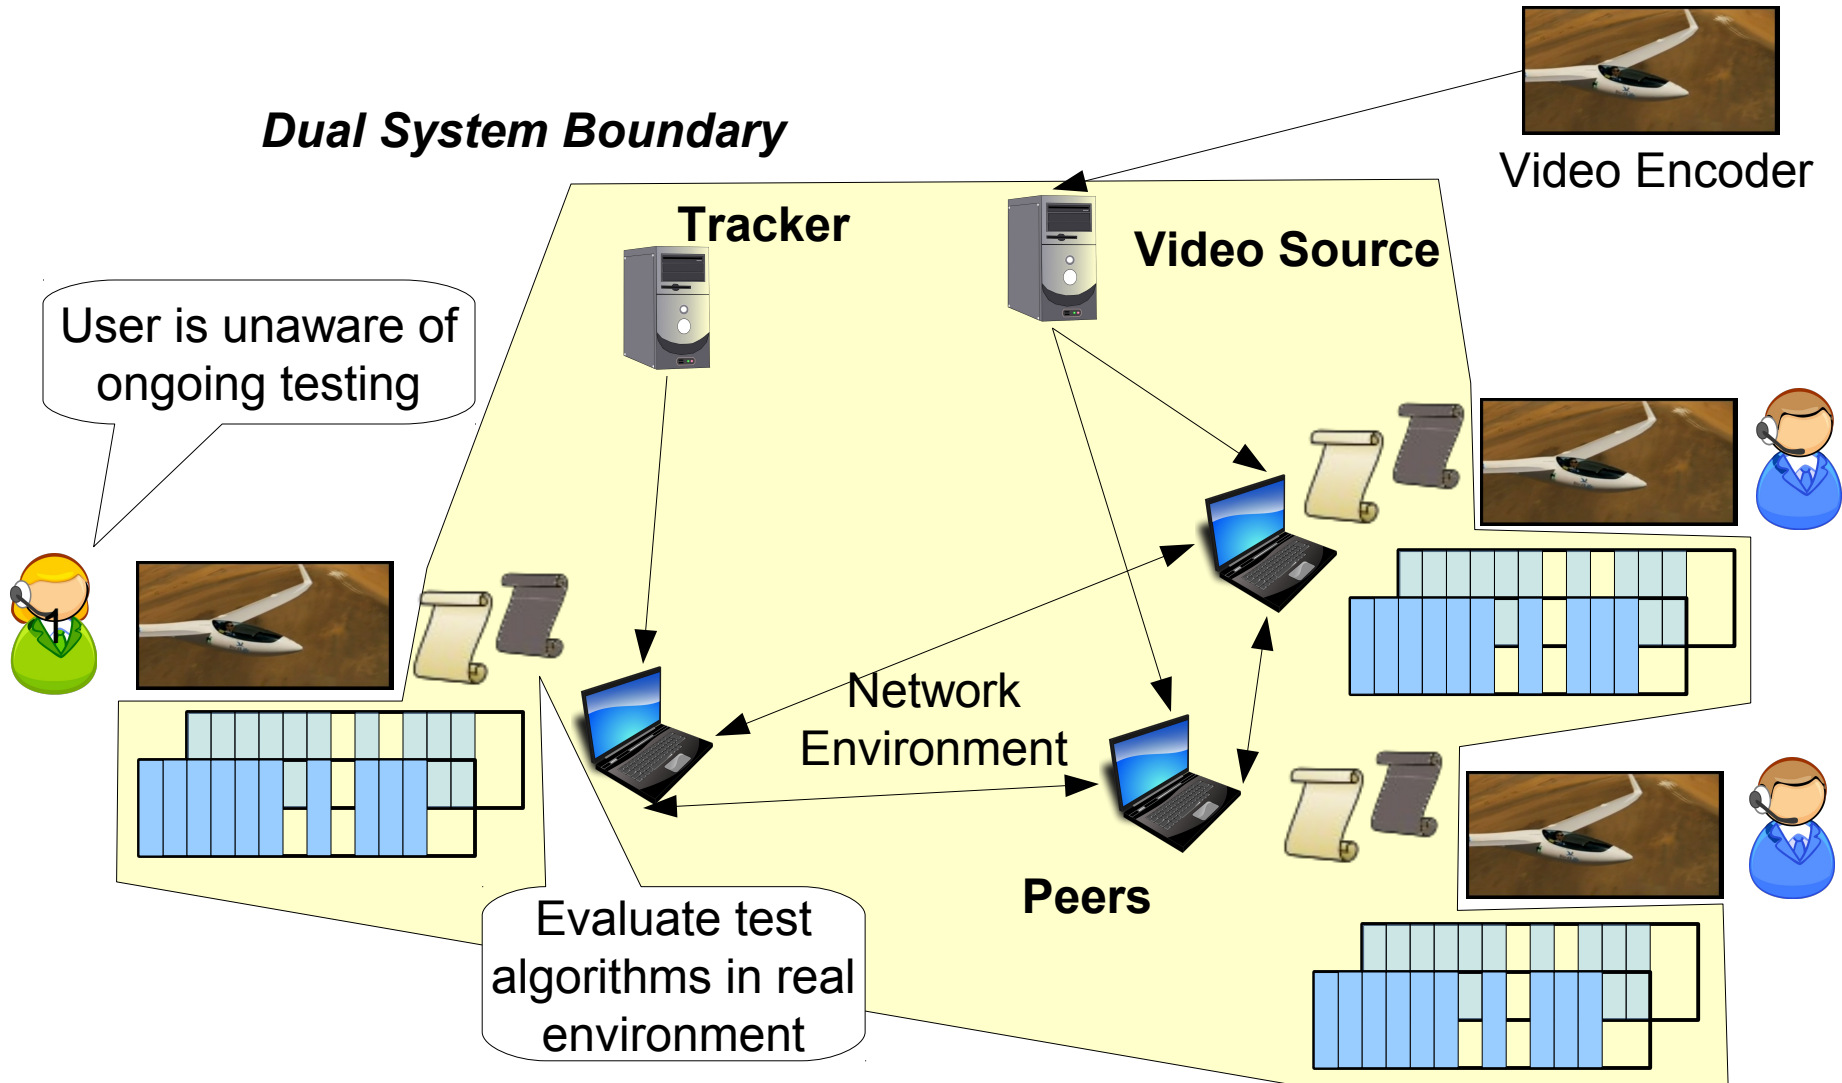 Dual System Boundary
Video Encoder
Tracker
Video Source
User is unaware of
ongoing testing
1
Network
Environment
Peers
Evaluate test
algorithms in real
environment